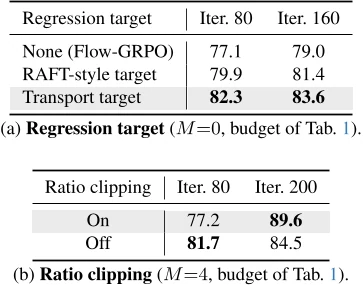 Regression target Iter. 80 Iter. 160
None (Flow-GRPO) 77.1 79.0
RAFT-style target 79.9 81.4
Transport target 82.3 83.6
(a) Regression target (M=0, budget of Tab. 1).
Ratio clipping Iter. 80 Iter. 200
On 77.2 89.6
Off 81.7 84.5
(b) Ratio clipping (M=4, budget of Tab. 1).